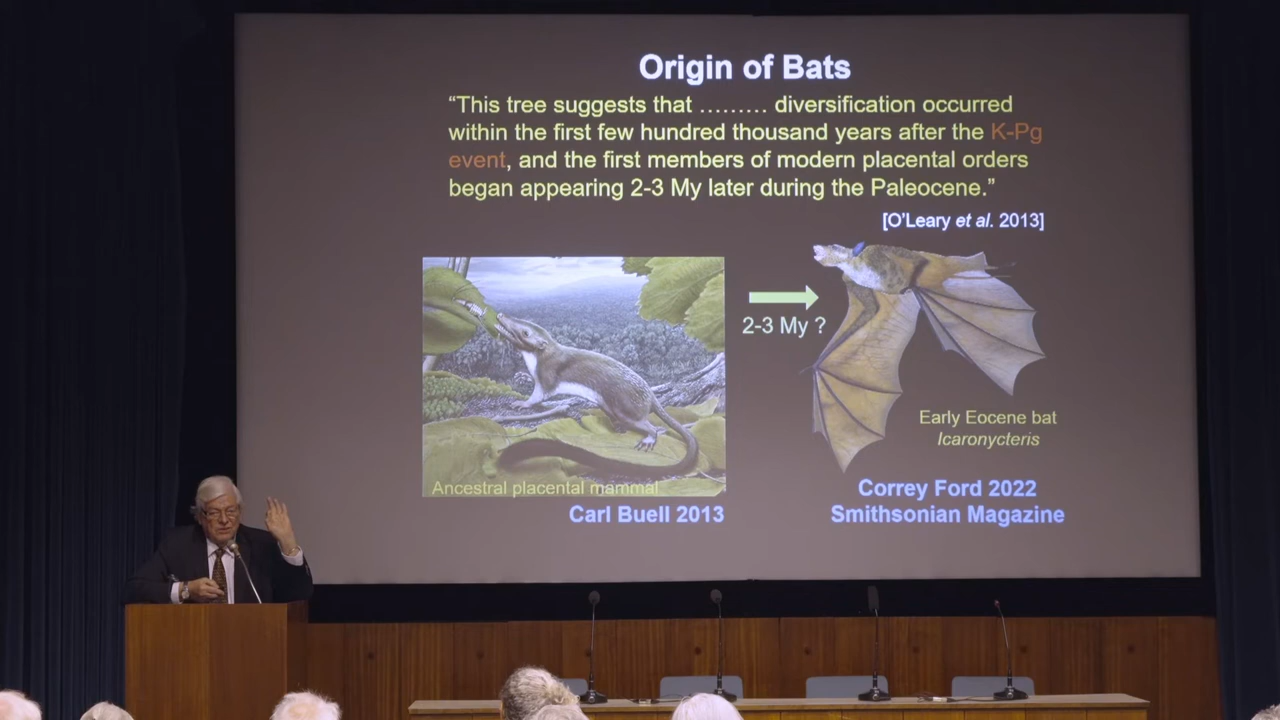 Origin of Bats
“This tree suggests that ……… diversification occurred
within the first few hundred thousand years after the K-Pg
event, and the first members of modern placental orders
began appearing 2-3 My later during the Paleocene.”
[O’Leary et al. 2013]
2-3 My ?
Early Eocene bat
Icaronycteris
Ancestral placental mammal
Carl Buell 2013
Correy Ford 2022
Smithsonian Magazine